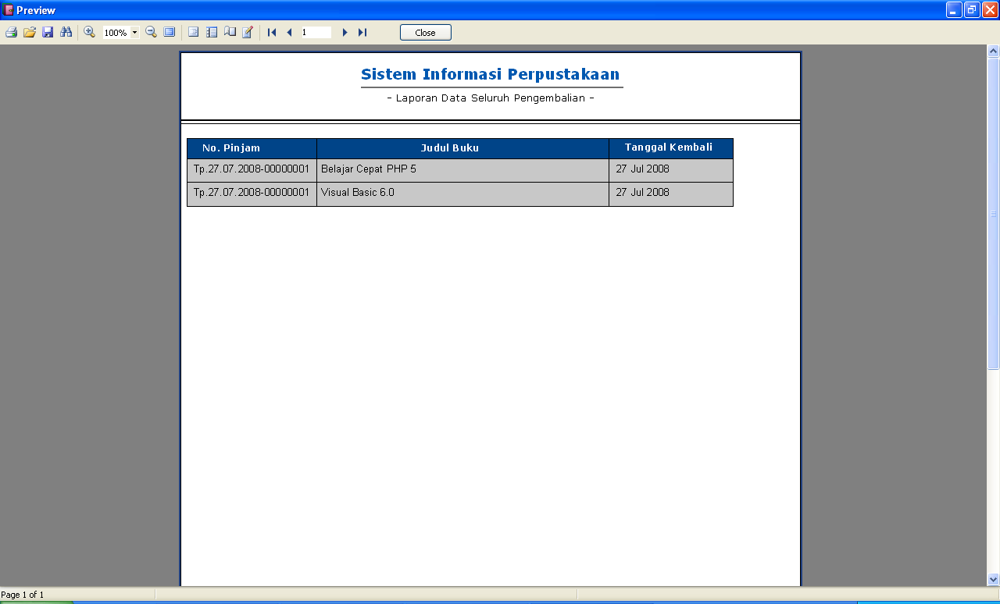 Preview
100%
1
Close
Sistem Informasi Perpustakaan
- Laporan Data Seluruh Pengembalian -
No. Pinjam Judul Buku Tanggal Kembali
Tp.27.07.2008-00000001 Belajar Cepat PHP 5 27 Jul 2008
Tp.27.07.2008-00000001 Visual Basic 6.0 27 Jul 2008
Page 1 of 1